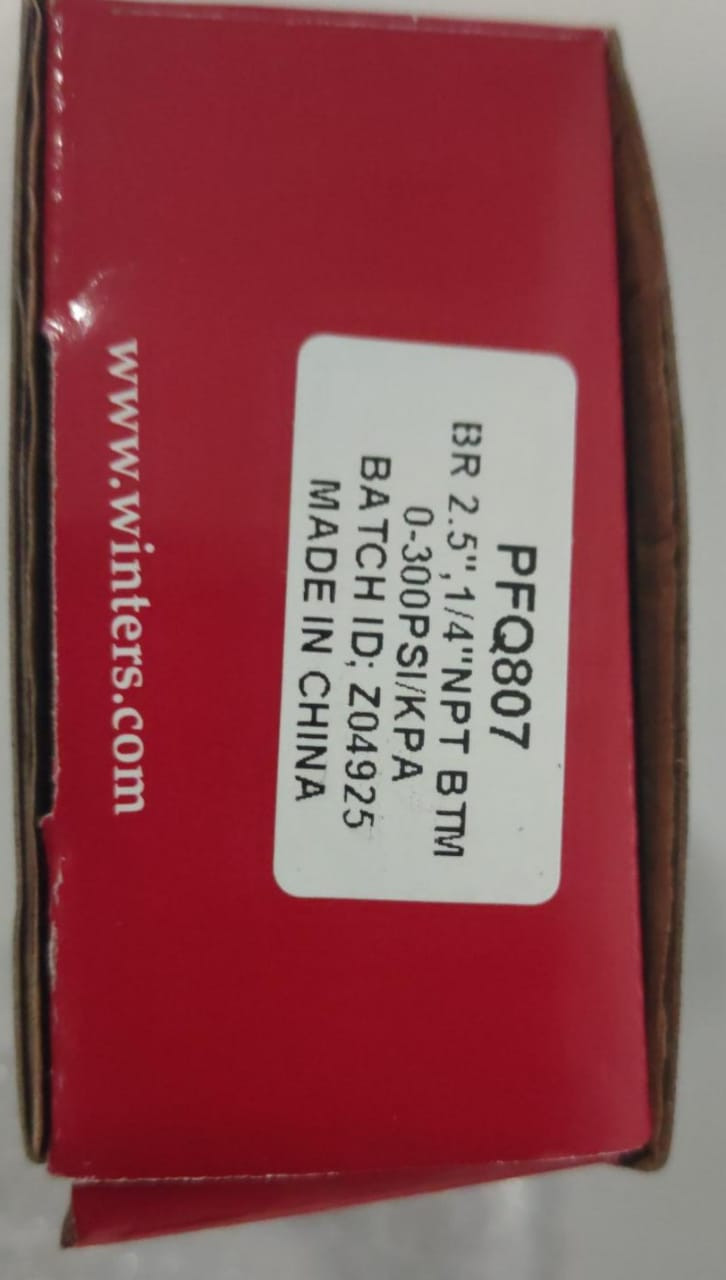 PFQ807
BR 2.5",1/4"NPT BTM
0-300PSI/KPA
BATCH ID; Z04925
MADE IN CHINA
www.winters.com